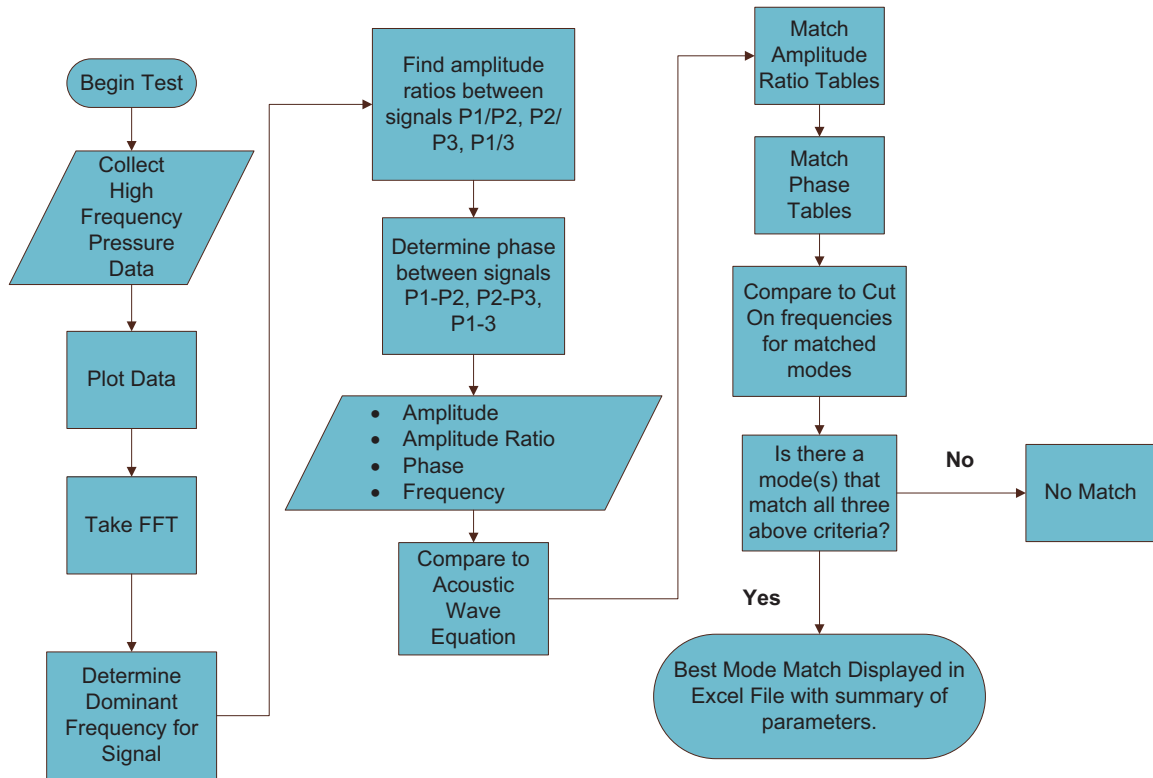 Begin Test
Collect
High
Frequency
Pressure
Data
Plot Data
Take FFT
Determine
Dominant
Frequency for
Signal
Find amplitude
ratios between
signals P1/P2, P2/
P3, P1/3
Determine phase
between signals
P1-P2, P2-P3,
P1-3
• Amplitude
• Amplitude Ratio
• Phase
• Frequency
Compare to
Acoustic
Wave
Equation
Match
Amplitude
Ratio Tables
Match
Phase
Tables
Compare to Cut
On frequencies
for matched
modes
Is there a
mode(s) that
match all three
above criteria?
No
No Match
Yes
Best Mode Match Displayed in
Excel File with summary of
parameters.